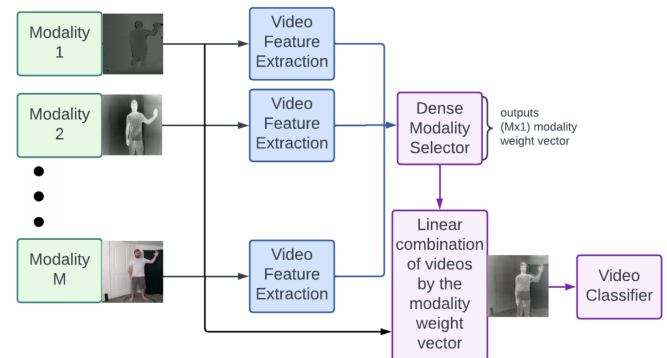 Modality
1
Video
Feature
Extraction
Modality
2
Video
Feature
Extraction
Dense
Modality
Selector
outputs
(Mx1) modality
weight vector
Modality
M
Video
Feature
Extraction
Linear
combination
of videos
by the
modality
weight
vector
Video
Classifier